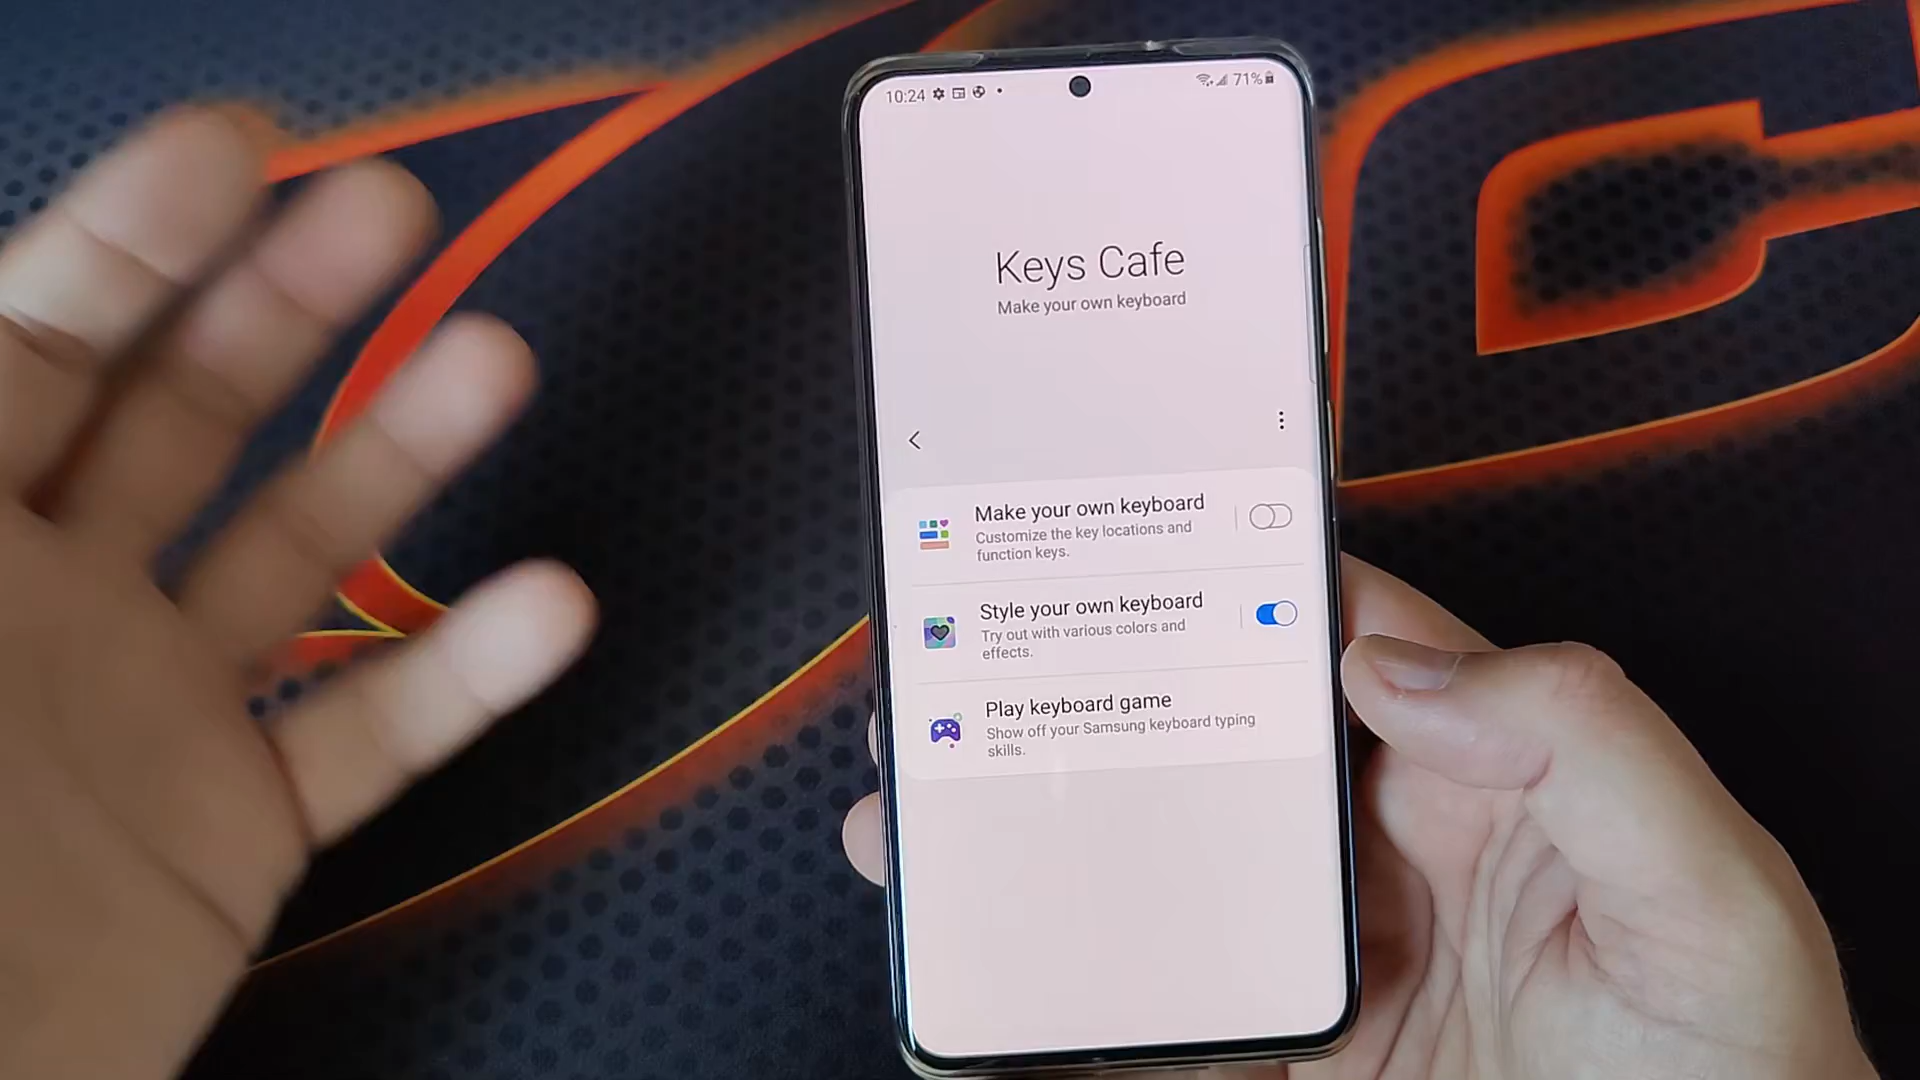 10:24
71%
Keys Cafe
Make your own keyboard
Make your own keyboard
Customize the key locations and
function keys.
Style your own keyboard
Try out with various colors and
effects.
Play keyboard game
Show off your Samsung keyboard typing
skills.